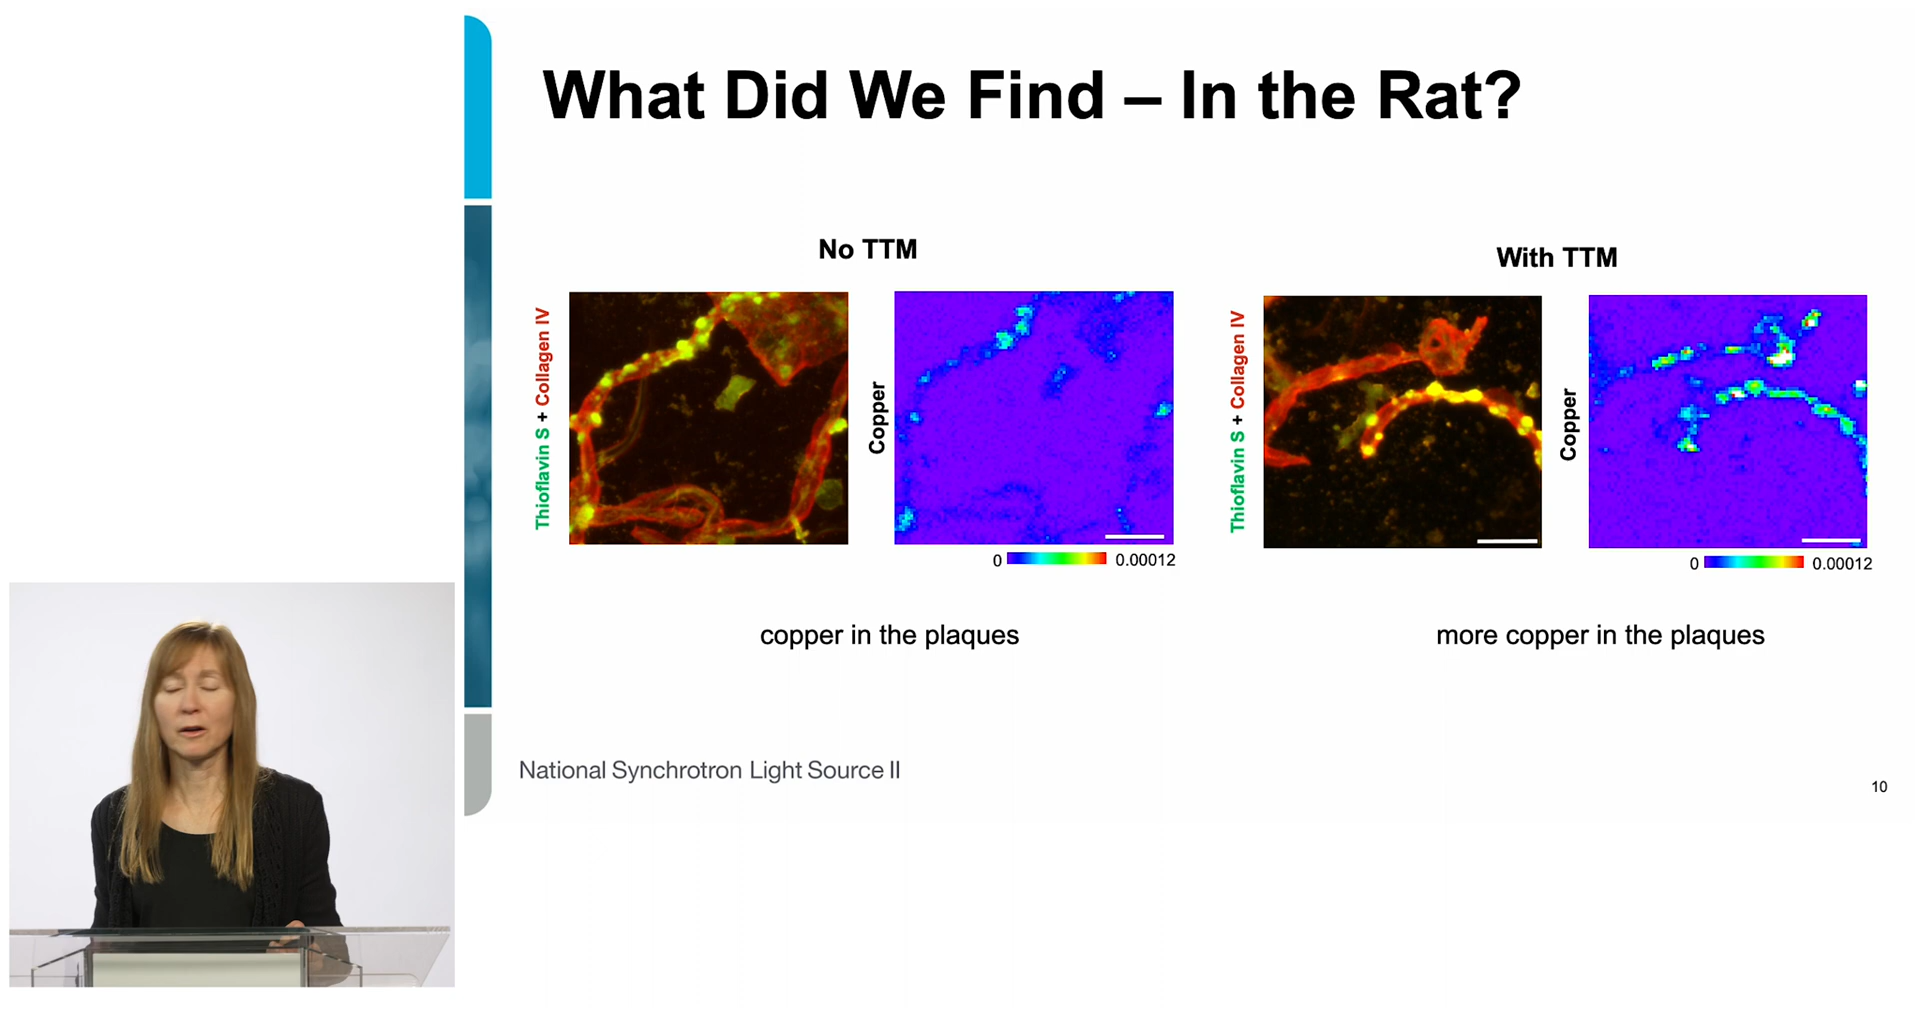 What Did We Find – In the Rat?
No TTM
Thioflavin S + Collagen IV
Copper
0
0.00012
copper in the plaques
With TTM
Thioflavin S + Collagen IV
Copper
0
0.00012
more copper in the plaques
National Synchrotron Light Source II
10